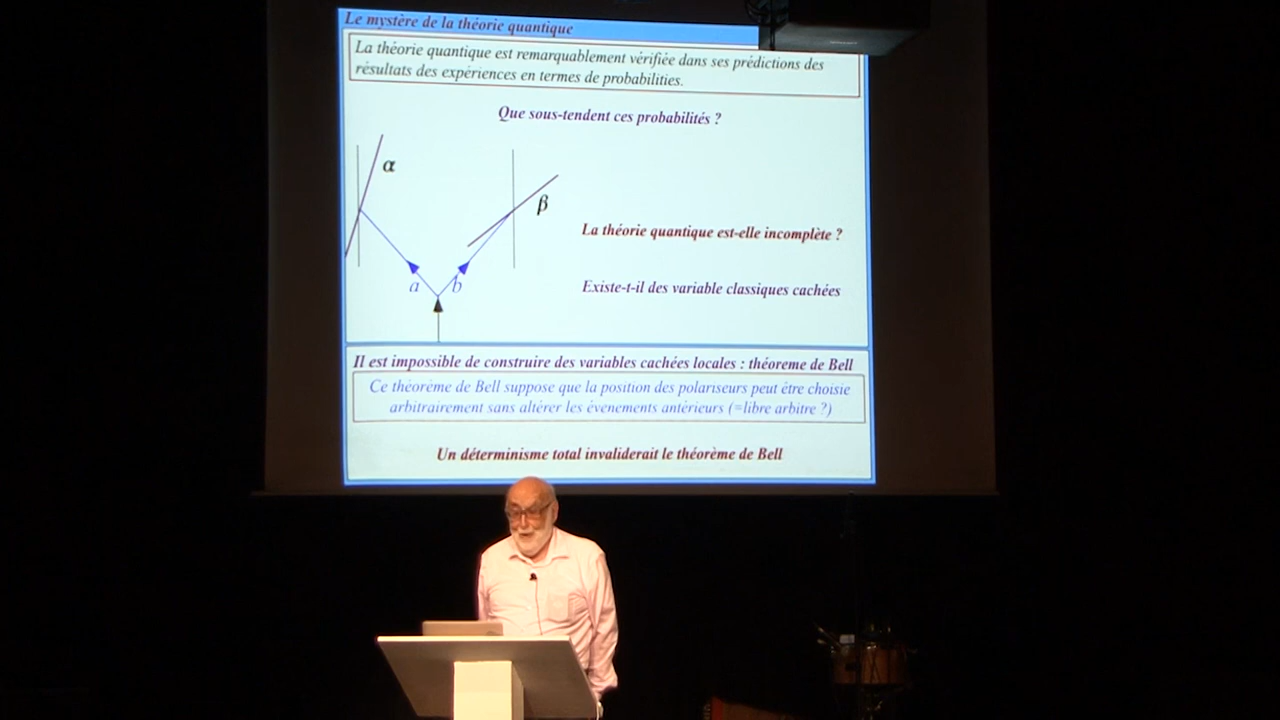 Le mystère de la théorie quantique
La théorie quantique est remarquablement vérifiée dans ses prédictions des
résultats des expériences en termes de probabilities.
Que sous-tendent ces probabilités ?
α
β
La théorie quantique est-elle incomplète ?
a
b
Existe-t-il des variable classiques cachées
Il est impossible de construire des variables cachées locales : théoreme de Bell
Ce théorème de Bell suppose que la position des polariseurs peut être choisie
arbitrairement sans altérer les évenements antérieurs (=libre arbitre ?)
Un déterminisme total invaliderait le théorème de Bell